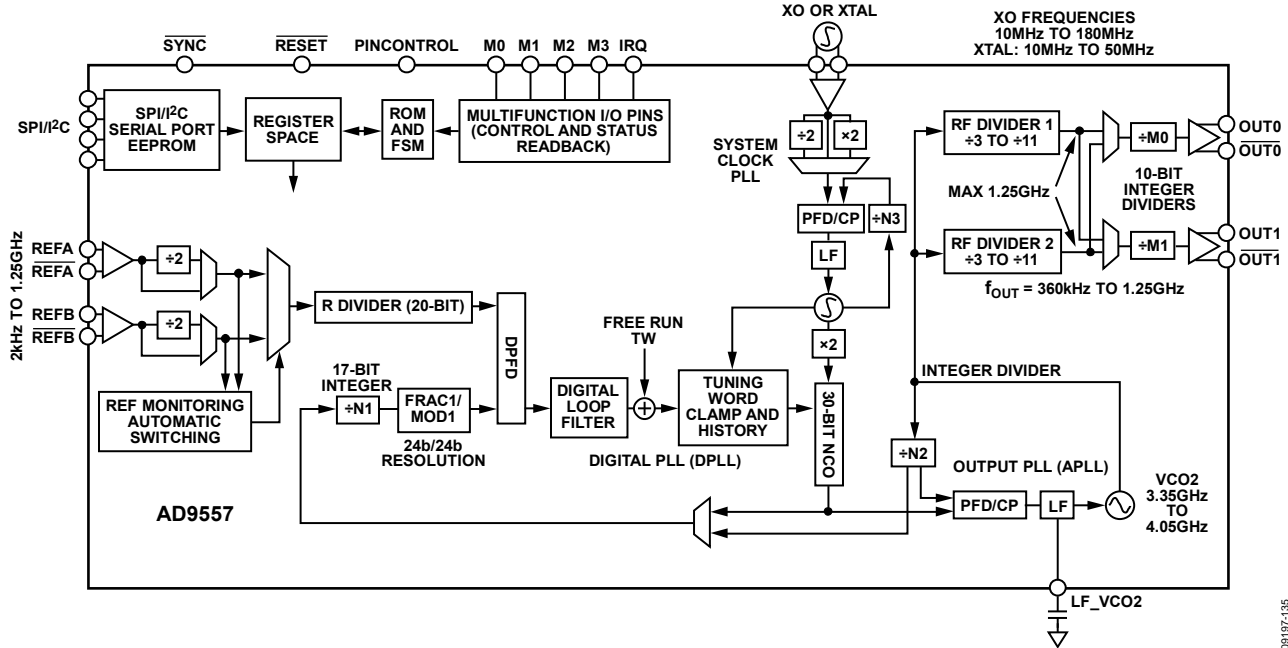 XO OR XTAL
XO FREQUENCIES
10MHz TO 180MHz
XTAL: 10MHz TO 50MHz
SYNC
RESET
PINCONTROL
M0
M1
M2
M3
IRQ
SPI/I2C
SPI/I2C
SERIAL PORT
EEPROM
REGISTER
SPACE
ROM
AND
FSM
MULTIFUNCTION I/O PINS
(CONTROL AND STATUS
READBACK)
÷2
×2
SYSTEM
CLOCK
PLL
PFD/CP
÷N3
LF
×2
RF DIVIDER 1
÷3 TO ÷11
MAX 1.25GHz
RF DIVIDER 2
÷3 TO ÷11
fOUT = 360kHz TO 1.25GHz
÷M0
10-BIT
INTEGER
DIVIDERS
÷M1
OUT0
OUT0
OUT1
OUT1
2kHz TO 1.25GHz
REFA
REFA
REFB
REFB
÷2
÷2
REF MONITORING
AUTOMATIC
SWITCHING
R DIVIDER (20-BIT)
17-BIT
INTEGER
÷N1
FRAC1/
MOD1
24b/24b
RESOLUTION
DPFD
DIGITAL
LOOP
FILTER
FREE RUN
TW
TUNING
WORD
CLAMP AND
HISTORY
DIGITAL PLL (DPLL)
30-BIT NCO
INTEGER DIVIDER
÷N2
OUTPUT PLL (APLL)
PFD/CP
LF
VCO2
3.35GHz
TO
4.05GHz
AD9557
LF_VCO2
09197-135